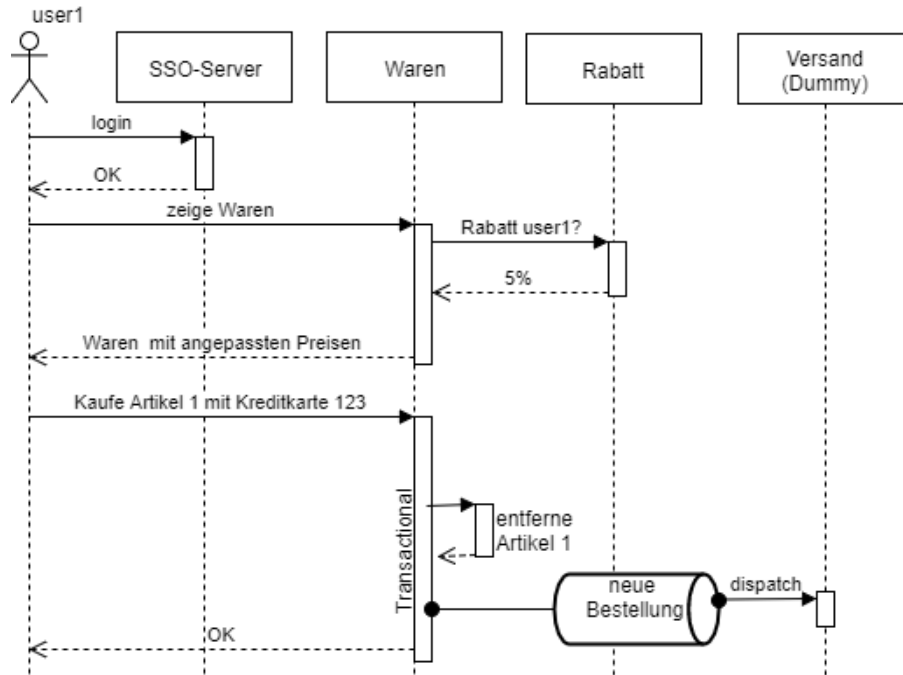 user1
SSO-Server
Waren
Rabatt
Versand
(Dummy)
login
OK
zeige Waren
Rabatt user1?
5%
Waren mit angepassten Preisen
Kaufe Artikel 1 mit Kreditkarte 123
Transactional
entferne
Artikel 1
neue
Bestellung
dispatch
OK